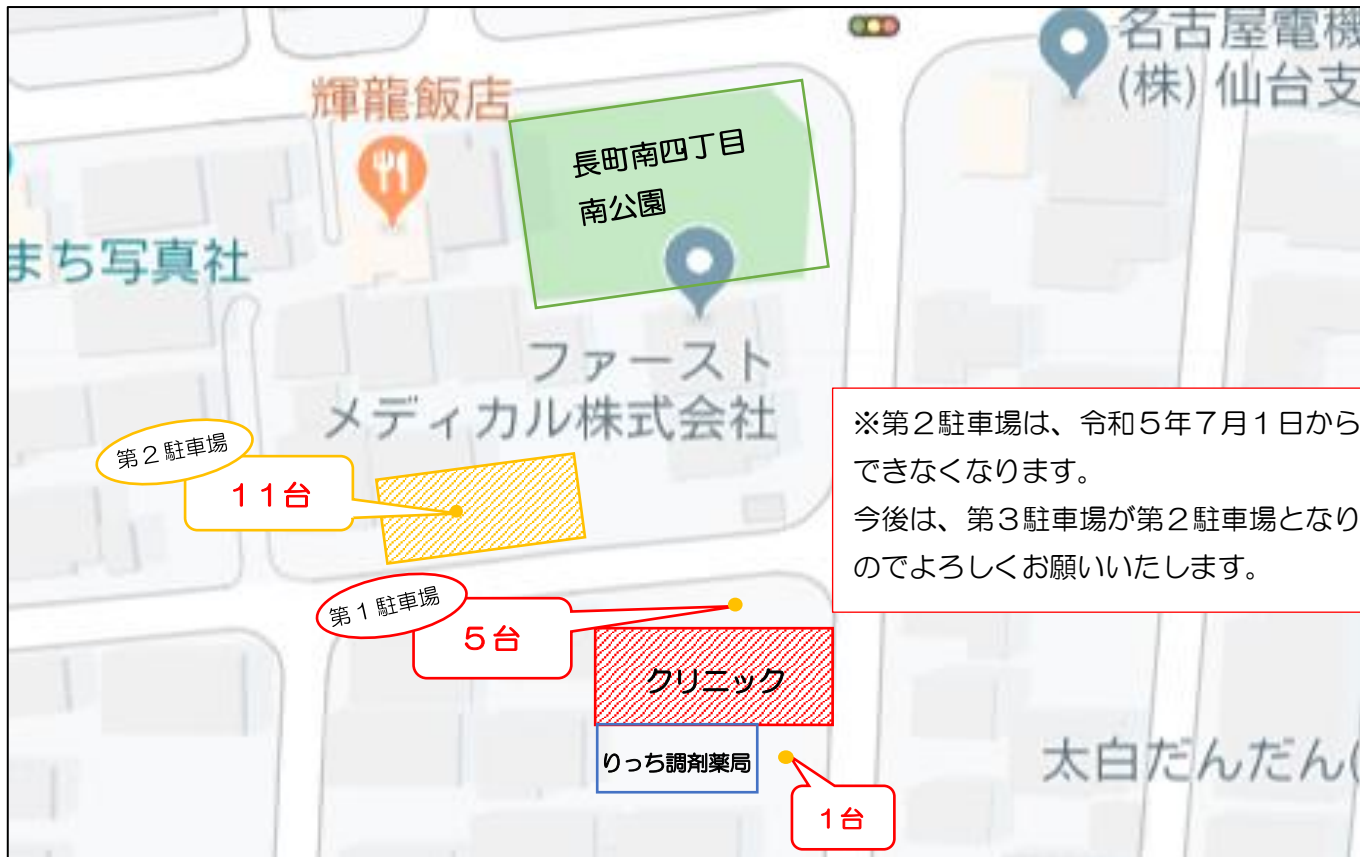 名古屋電機
(株) 仙台支
輝龍飯店
長町南四丁目
南公園
まち写真社
ファースト
メディカル株式会社
※第２駐車場は、令和５年７月１日から
できなくなります。
今後は、第３駐車場が第２駐車場となり
のでよろしくお願いいたします。
第２駐車場
１１台
第１駐車場
５台
クリニック
りっち調剤薬局
１台
太白だんだん(